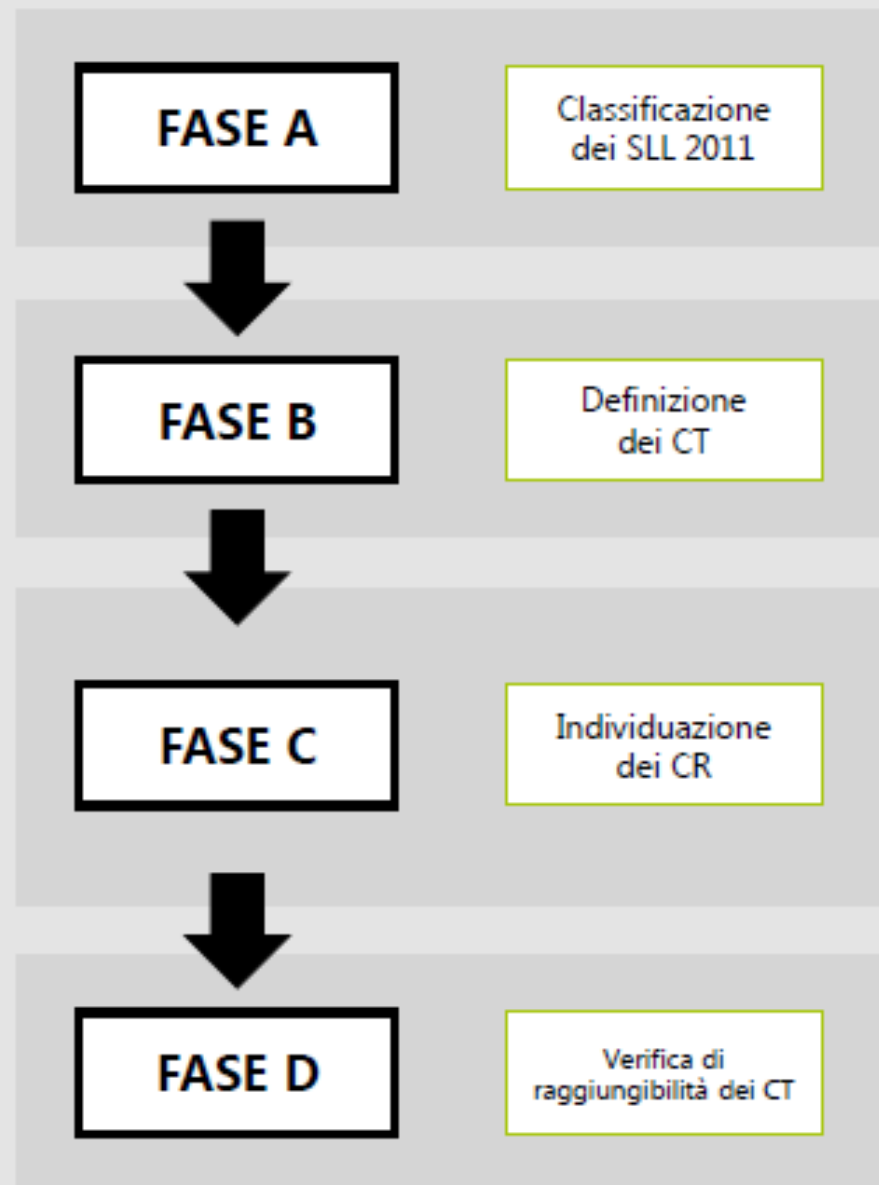 FASE A
Classificazione
dei SLL 2011
FASE B
Definizione
dei CT
FASE C
Individuazione
dei CR
FASE D
Verifica di
raggiungibilità dei CT